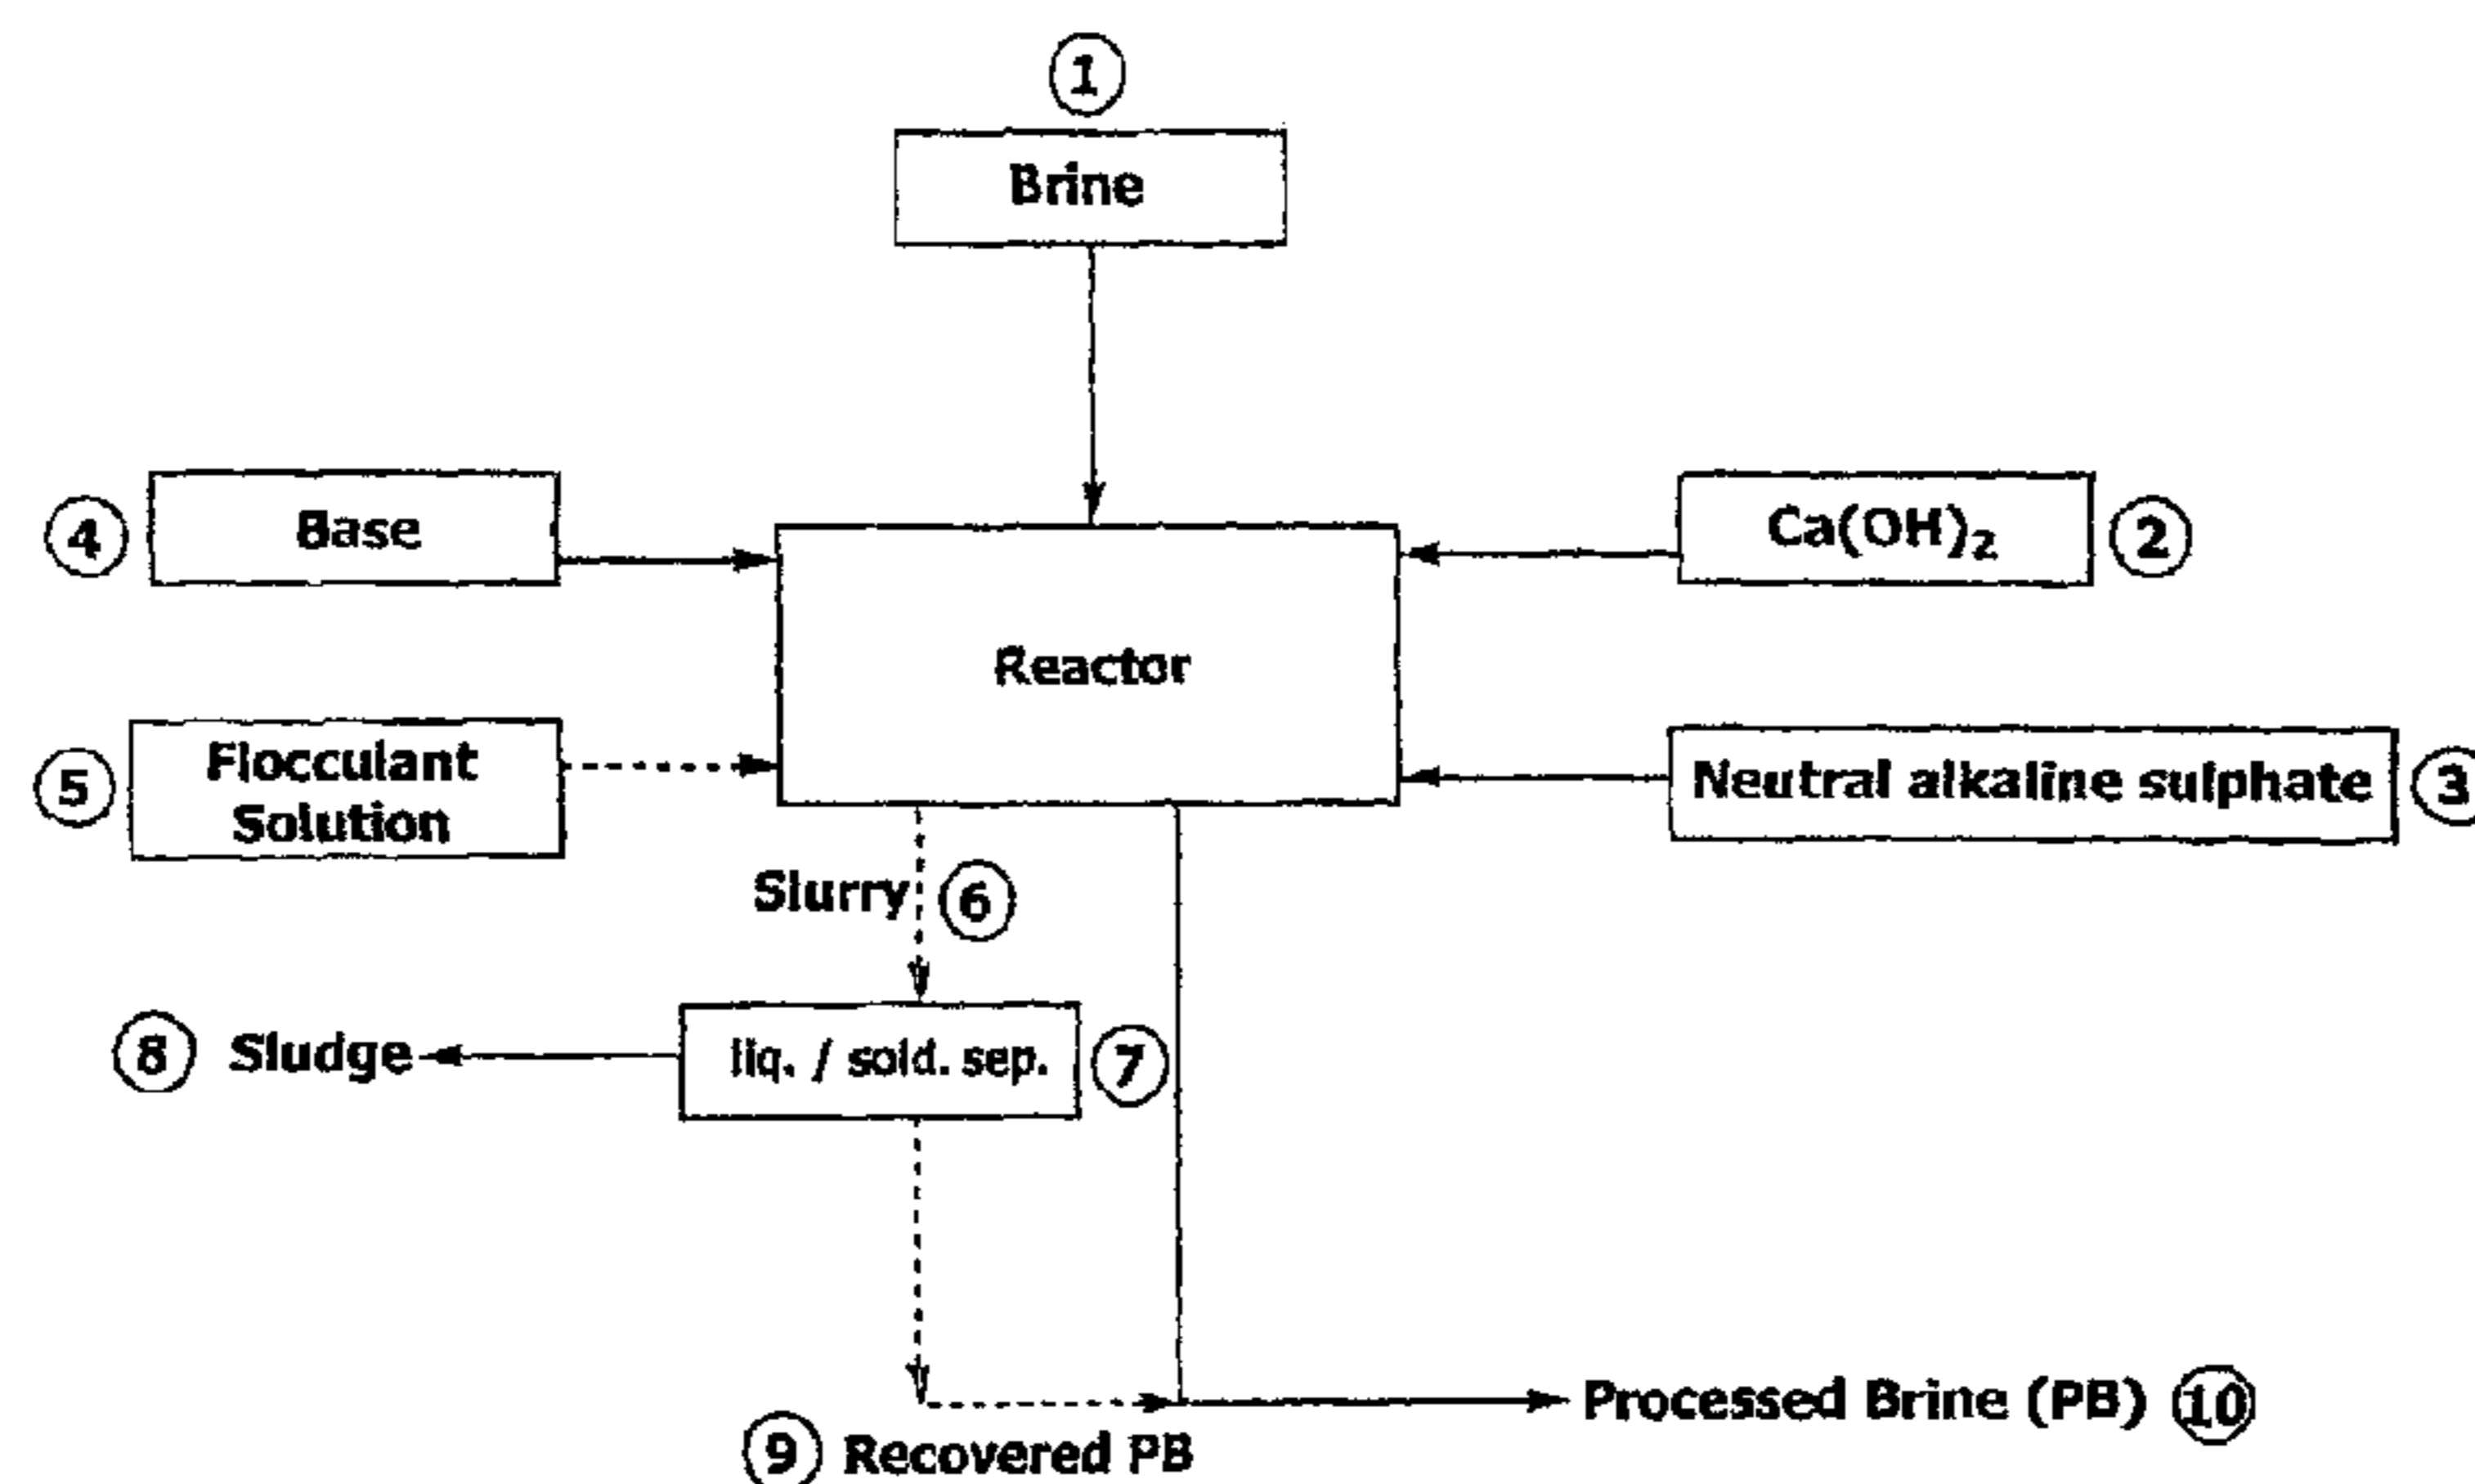 1
Brine
4
Base
Ca(OH)₂
2
Reactor
5
Flocculant
Solution
Neutral alkaline sulphate
3
Slurry
6
8
Sludge
liq. / sold. sep.
7
Processed Brine (PB)
10
9
Recovered PB